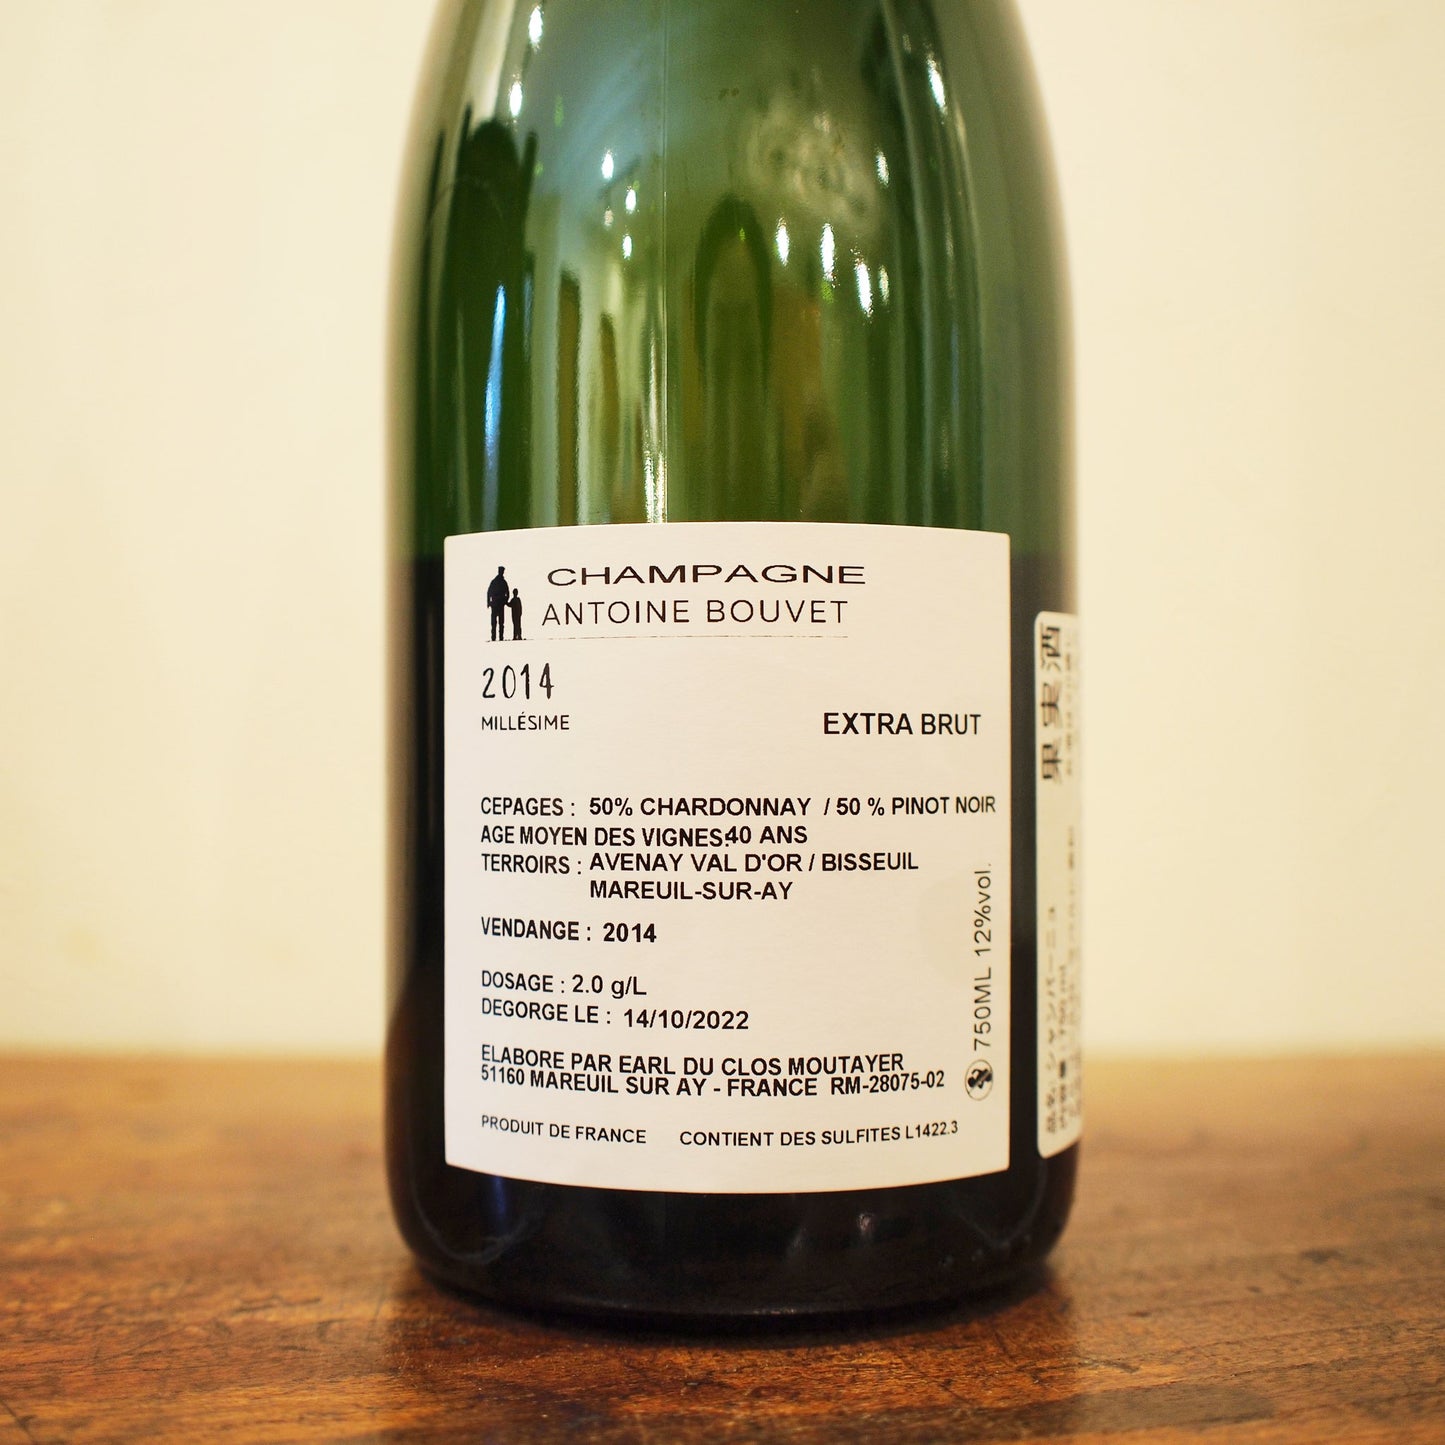 CHAMPAGNE
ANTOINE BOUVET
2014
MILLÉSIME
EXTRA BRUT
CEPAGES : 50% CHARDONNAY / 50 % PINOT NOIR
AGE MOYEN DES VIGNES:40 ANS
TERROIRS : AVENAY VAL D'OR / BISSEUIL
MAREUIL-SUR-AY
VENDANGE : 2014
DOSAGE : 2.0 g/L
DEGORGE LE : 14/10/2022
ELABORE PAR EARL DU CLOS MOUTAYER
51160 MAREUIL SUR AY - FRANCE RM-28075-02
PRODUIT DE FRANCE CONTIENT DES SULFITES L1422.3
750ML 12%vol.
果実酒